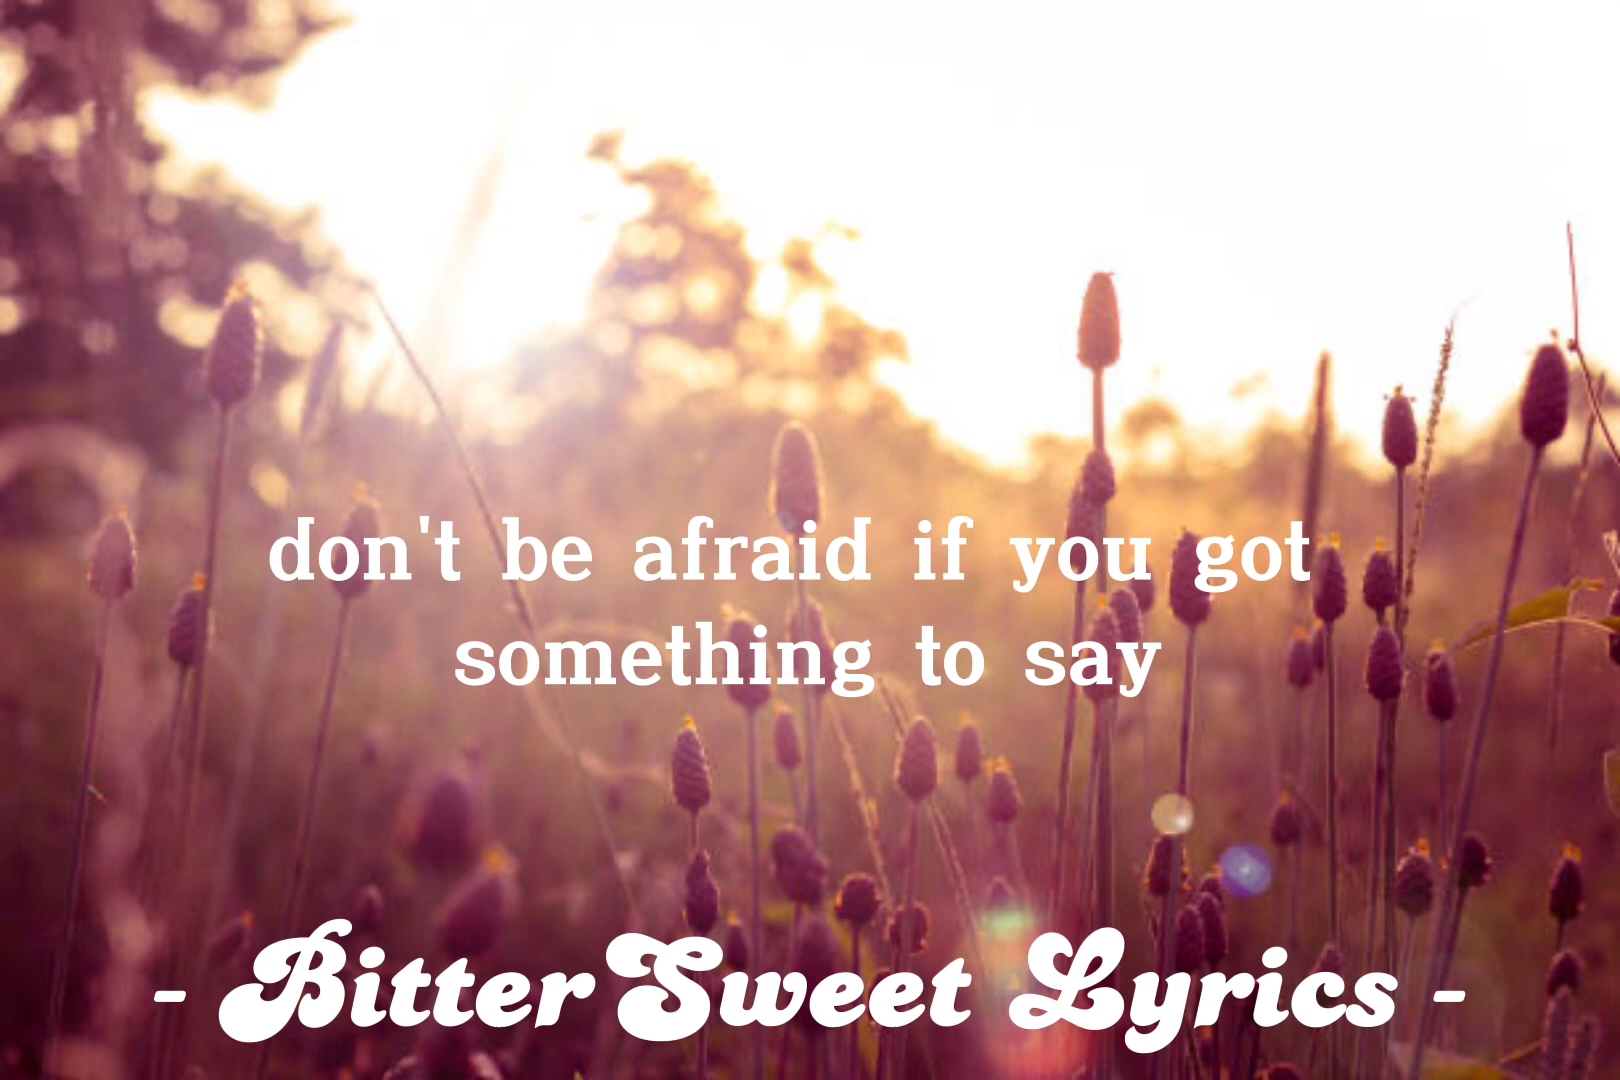 don't be afraid if you got
something to say
- BitterSweet Lyrics -